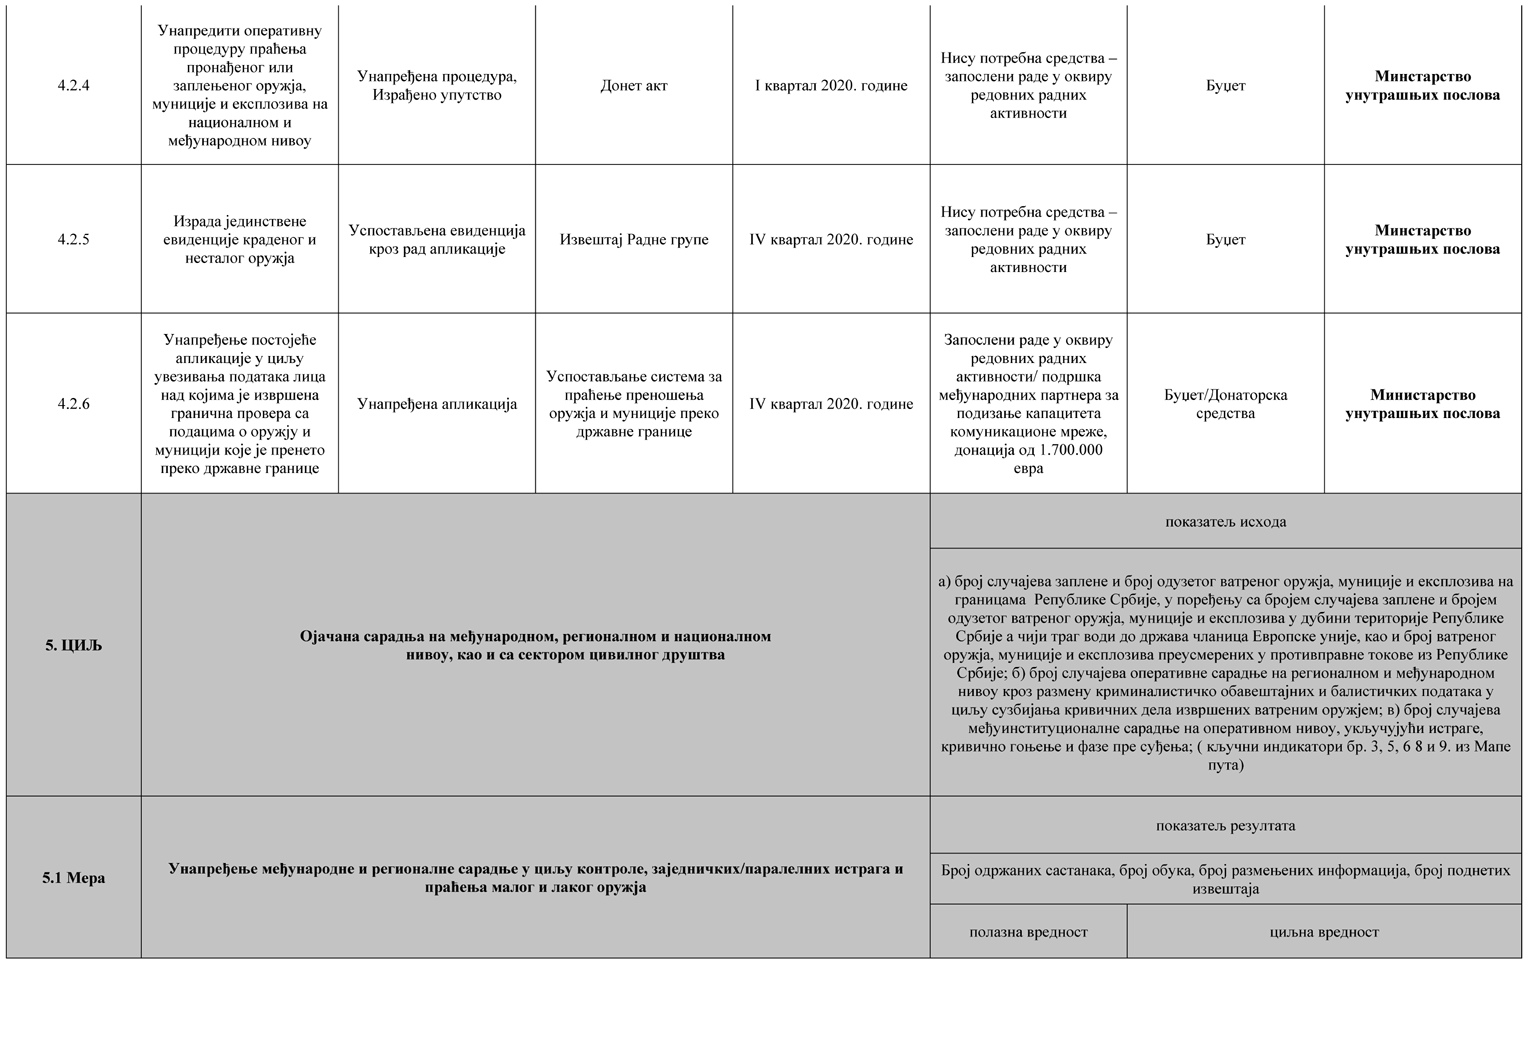 4.2.4
Унапредити оперативну
процедуру праћења
пронађеног или
заплењеног оружја,
муниције и експлозива на
националном и
међународном нивоу
Унапређена процедура,
Израђено упутство
Донет акт
I квартал 2020. године
Нису потребна средства –
запослени раде у оквиру
редовних радних
активности
Буџет
Минстарство
унутрашњих послова
4.2.5
Израда јединствене
евиденције краденог и
несталог оружја
Успостављена евиденција
кроз рад апликације
Извештај Радне групе
IV квартал 2020. године
Нису потребна средства –
запослени раде у оквиру
редовних радних
активности
Буџет
Минстарство
унутрашњих послова
4.2.6
Унапређење постојеће
апликације у циљу
увезивања података лица
над којима је извршена
гранична провера са
подацима о оружју и
муницији које је пренето
преко државне границе
Унапређена апликација
Успостављање система за
праћење преношења
оружја и муниције преко
државне границе
IV квартал 2020. године
Запослени раде у оквиру
редовних радних
активности/ подршка
међународних партнера за
подизање капацитета
комуникационе мреже,
донација од 1.700.000
евра
Буџет/Донаторска
средства
Министарство
унутрашњих послова
5. ЦИЉ
Ојачана сарадња на међународном, регионалном и националном
нивоу, као и са сектором цивилног друштва
показатељ исхода
а) број случајева заплене и број одузетог ватреног оружја, муниције и експлозива на
границама Републике Србије, у поређењу са бројем случајева заплене и бројем
одузетог ватреног оружја, муниције и експлозива у дубини територије Републике
Србије а чији траг води до држава чланица Европске уније, као и број ватреног
оружја, муниције и експлозива преусмерених у противправне токове из Републике
Србије; б) број случајева оперативне сарадње на регионалном и међународном
нивоу кроз размену криминалистичко обавештајних и балистичких података у
циљу сузбијања кривичних дела извршених ватреним оружјем; в) број случајева
међуинституционалне сарадње на оперативном нивоу, укључујући истраге,
кривично гоњење и фазе пре суђења; ( кључни индикатори бр. 3, 5, 6 8 и 9. из Мапе
пута)
5.1 Мера
Унапређење међународне и регионалне сарадње у циљу контроле, заједничких/паралелних истрага и
праћења малог и лаког оружја
показатељ резултата
Број одржаних састанака, број обука, број размењених информација, број поднетих
извештаја
полазна вредност
циљна вредност